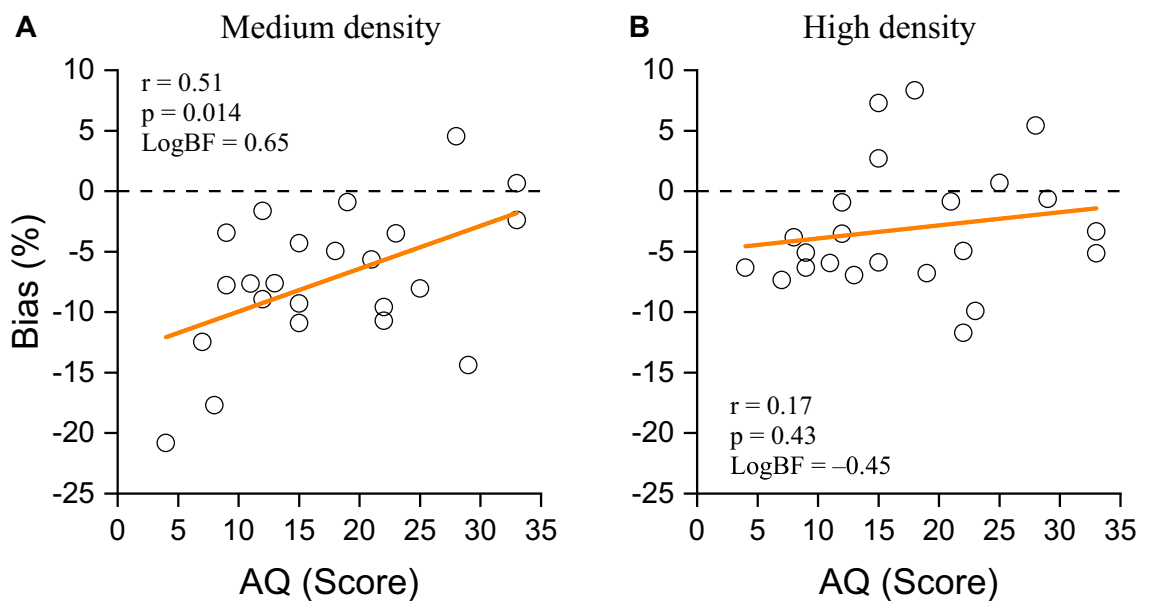 A
Medium density
r = 0.51
p = 0.014
LogBF = 0.65
10
5
0
-5
-10
-15
-20
-25
Bias (%)
0 5 10 15 20 25 30 35
AQ (Score)
B
High density
10
5
0
-5
-10
-15
-20
-25
r = 0.17
p = 0.43
LogBF = –0.45
0 5 10 15 20 25 30 35
AQ (Score)